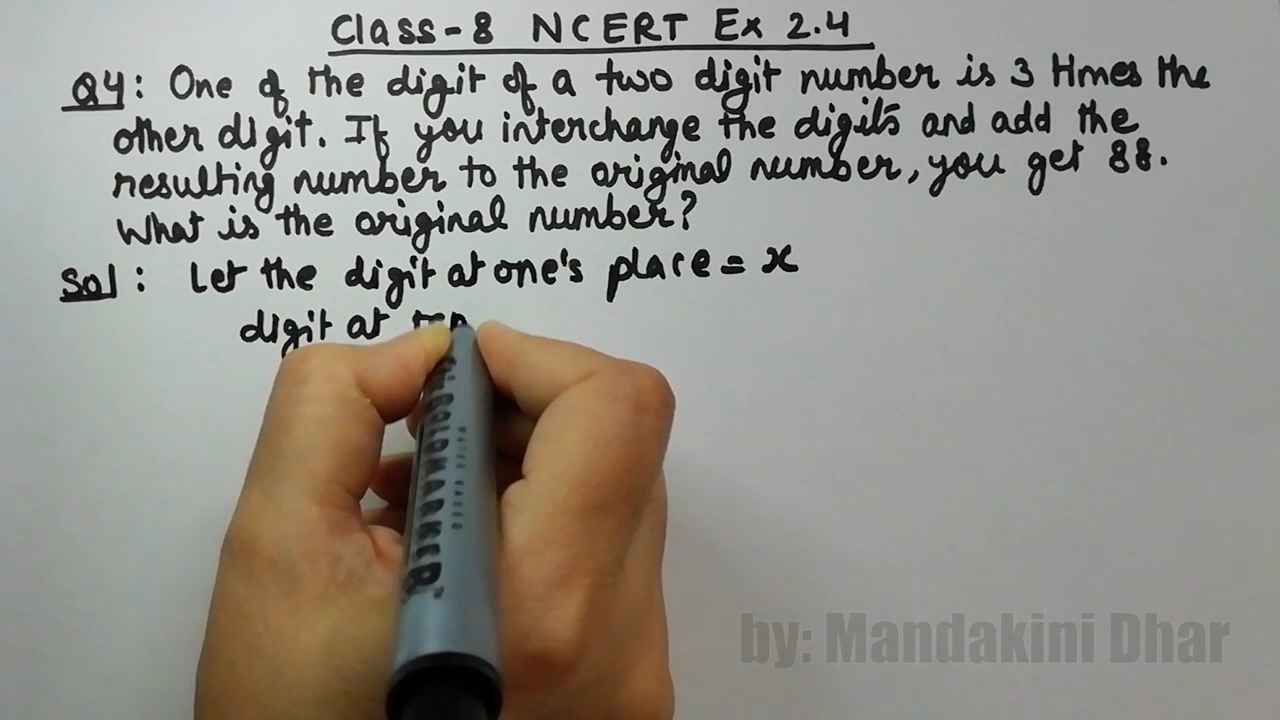 Class-8 NCERT Ex 2.4
Q4: One of the digit of a two digit number is 3 times the
other digit. If you interchange the digits and add the
resulting number to the original number, you get 88.
What is the original number?
Sol: Let the digit at one's place = x
digit at ten
GOLDMARKER
by: Mandakini Dhar